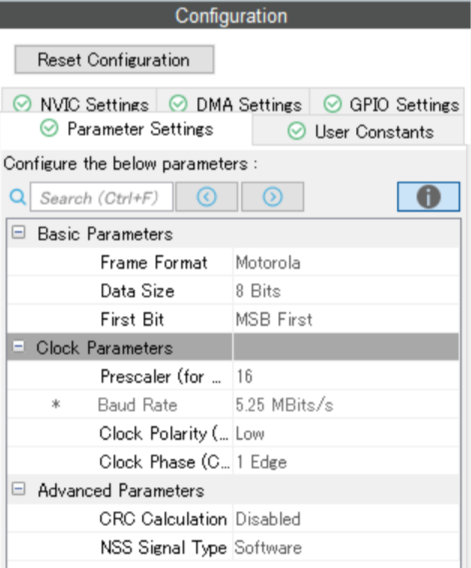 Configuration
Reset Configuration
NVIC Settings DMA Settings GPIO Settings
Parameter Settings User Constants
Configure the below parameters :
Search (Ctrl+F)
Basic Parameters
Frame Format Motorola
Data Size 8 Bits
First Bit MSB First
Clock Parameters
Prescaler (for ... 16
* Baud Rate 5.25 MBits/s
Clock Polarity (... Low
Clock Phase (C... 1 Edge
Advanced Parameters
CRC Calculation Disabled
NSS Signal Type Software